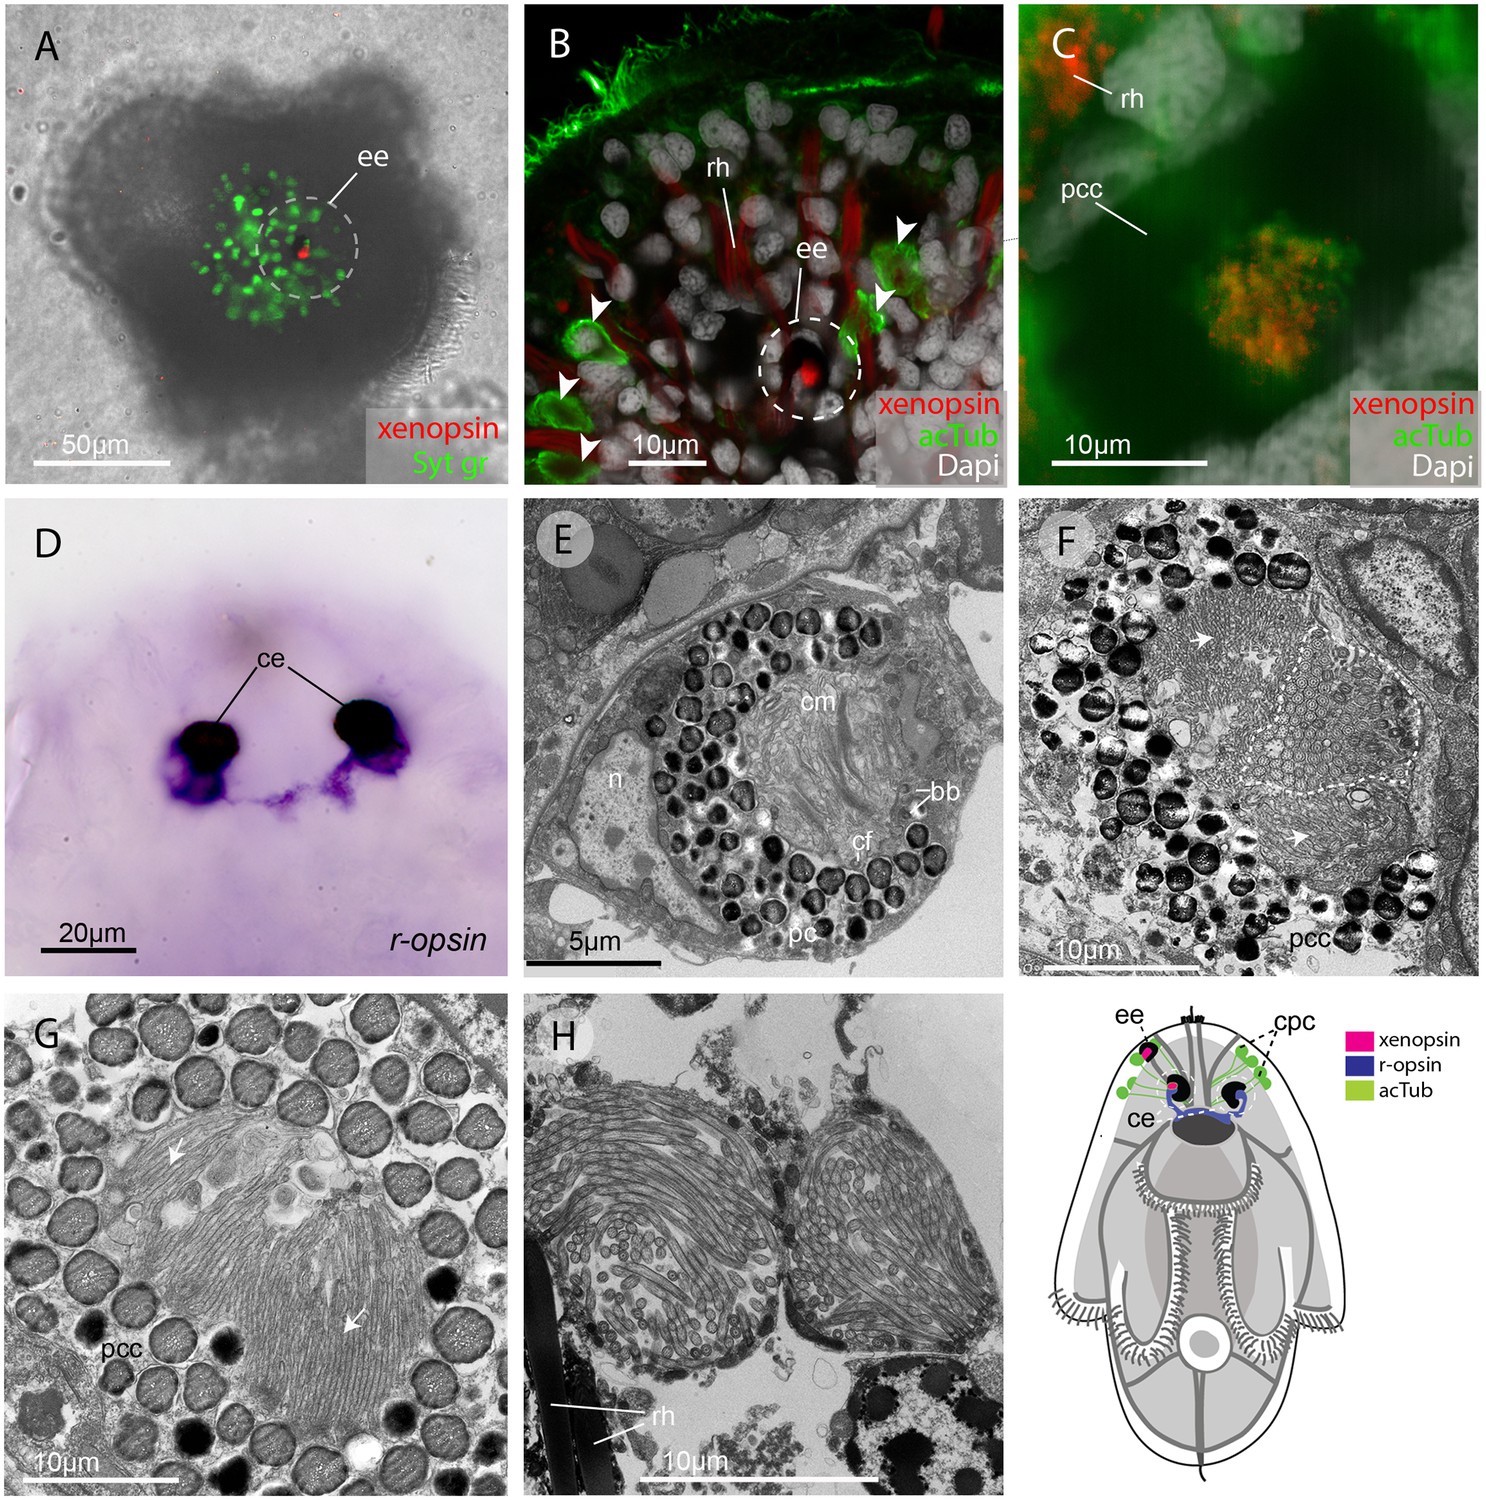 A
ee
xenopsin
Syt gr
50µm
B
rh
ee
xenopsin
acTub
Dapi
10µm
C
rh
pcc
xenopsin
acTub
Dapi
10µm
D
ce
20µm
r-opsin
E
cm
n
bb
cf
pc
5µm
F
pcc
10µm
G
pcc
10µm
H
rh
10µm
ee
cpc
ce
xenopsin
r-opsin
acTub